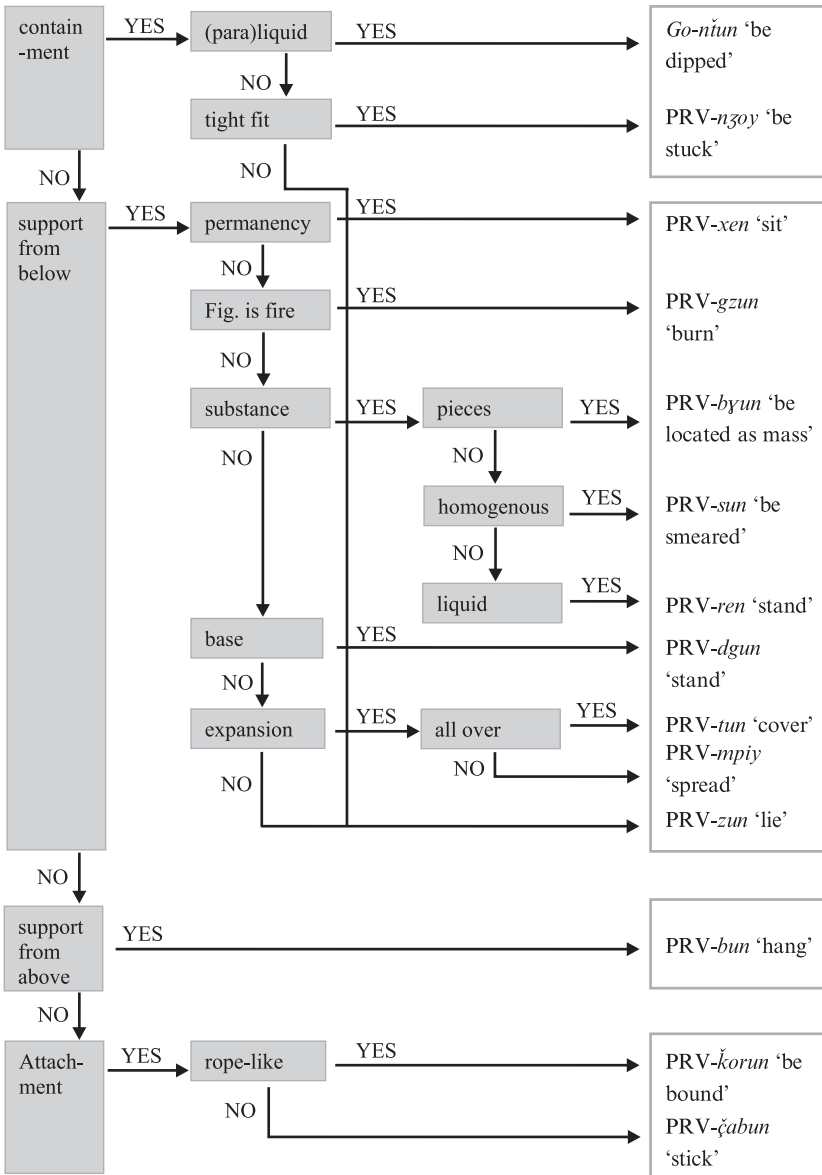 contain
-ment
YES
(para)liquid
YES
Go-nťun ‘be
dipped’
NO
tight fit
YES
PRV-nʒoy ‘be
stuck’
NO
NO
support
from
below
YES
permanency
YES
PRV-xen ‘sit’
NO
Fig. is fire
YES
PRV-gzun
‘burn’
NO
substance
YES
pieces
YES
PRV-bɣun ‘be
located as mass’
NO
NO
homogenous
YES
PRV-sun ‘be
smeared’
NO
liquid
YES
PRV-ren ‘stand’
base
YES
PRV-dgun
‘stand’
NO
expansion
YES
all over
YES
PRV-tun ‘cover’
NO
NO
PRV-mpiy
‘spread’
PRV-zun ‘lie’
NO
support
from
above
YES
PRV-bun ‘hang’
NO
Attach-
ment
YES
rope-like
YES
PRV-ǩorun ‘be
bound’
NO
PRV-çǎbun
‘stick’